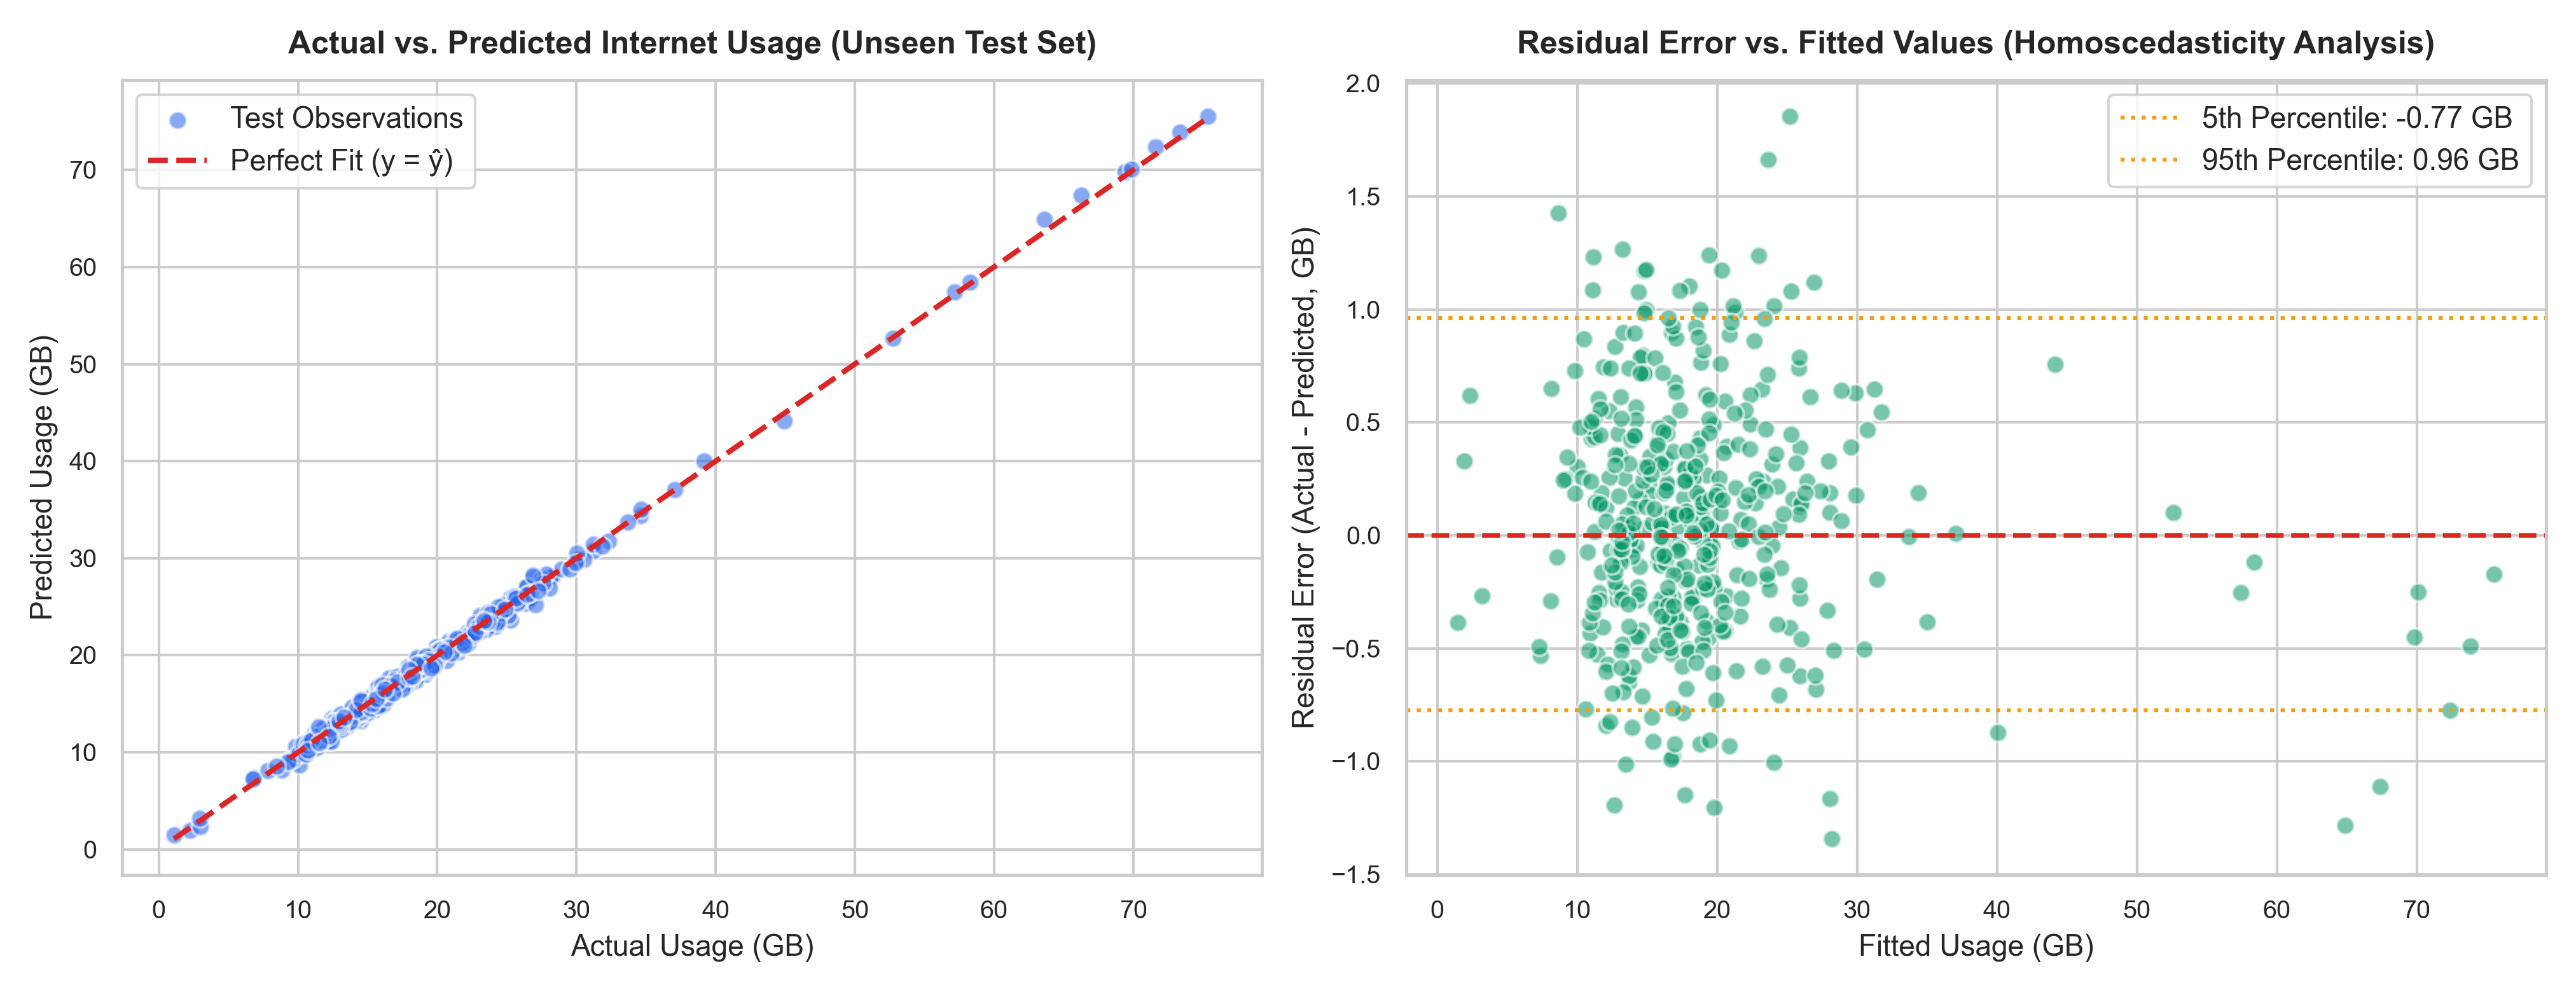 Actual vs. Predicted Internet Usage (Unseen Test Set)
Test Observations
Perfect Fit (y = ŷ)
Predicted Usage (GB)
70
60
50
40
30
20
10
0
0 10 20 30 40 50 60 70
Actual Usage (GB)
Residual Error vs. Fitted Values (Homoscedasticity Analysis)
5th Percentile: -0.77 GB
95th Percentile: 0.96 GB
Residual Error (Actual - Predicted, GB)
2.0
1.5
1.0
0.5
0.0
−0.5
−1.0
−1.5
0 10 20 30 40 50 60 70
Fitted Usage (GB)